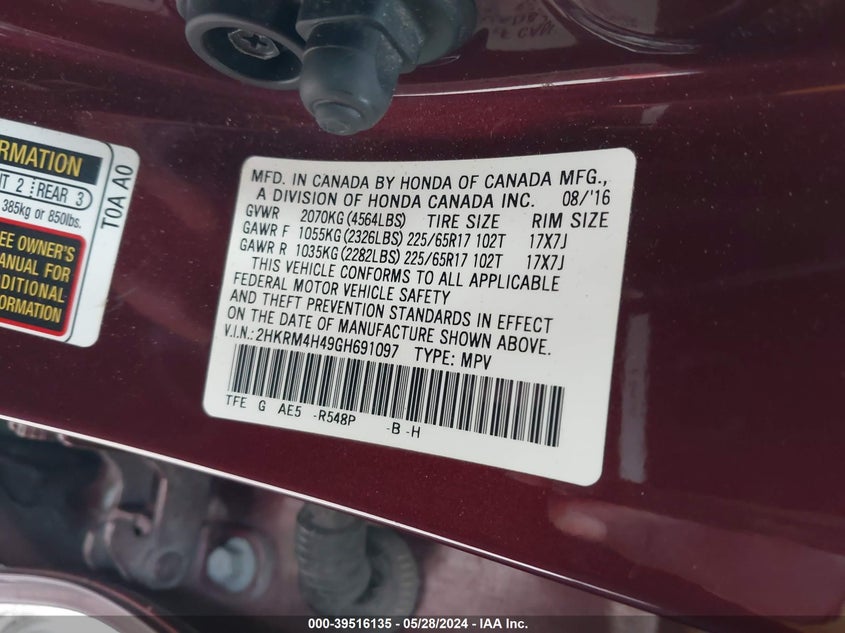 RMATION
T 2 REAR 3
385kg or 850lbs.
EE OWNER'S
ANUAL FOR
DDITIONAL
FORMATION
T0A A0
MFD. IN CANADA BY HONDA OF CANADA MFG.,
A DIVISION OF HONDA CANADA INC. 08/'16
GVWR 2070KG(4564LBS) TIRE SIZE RIM SIZE
GAWR F 1055KG(2326LBS) 225/65R17 102T 17X7J
GAWR R 1035KG(2282LBS) 225/65R17 102T 17X7J
THIS VEHICLE CONFORMS TO ALL APPLICABLE
FEDERAL MOTOR VEHICLE SAFETY
AND THEFT PREVENTION STANDARDS IN EFFECT
ON THE DATE OF MANUFACTURE SHOWN ABOVE.
V.I.N.: 2HKRM4H49GH691097 TYPE: MPV
TFE G AE5 -R548P -B -H
000-39516135 - 05/28/2024 - IAA Inc.